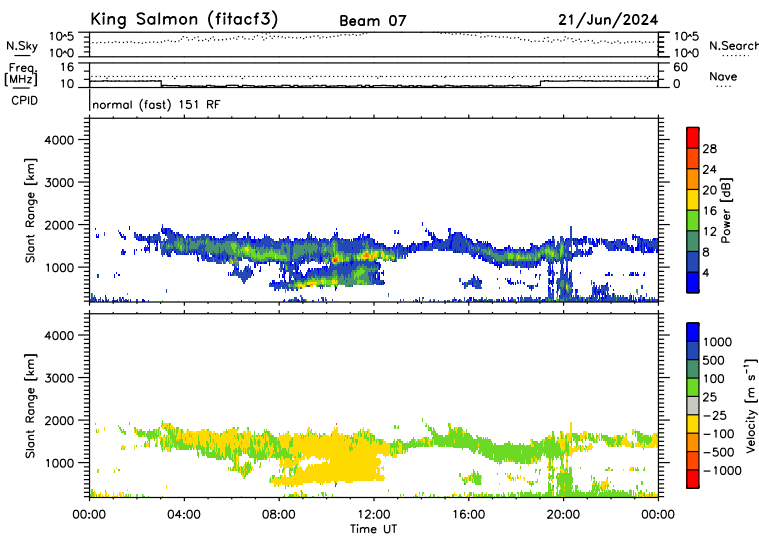 King Salmon (fitacf3) Beam 07 21/Jun/2024
N.Sky 10^5 10^0 10^5 10^0 N.Search
Freq. [MHz] 16 10 60 0 Nave
CPID normal (fast) 151 RF
Slant Range [km]
4000
3000
2000
1000
28
24
20
16
12
8
4
Power [dB]
Slant Range [km]
4000
3000
2000
1000
1000
500
100
25
−25
−100
−500
−1000
Velocity [m s⁻¹]
00:00 04:00 08:00 12:00 16:00 20:00 00:00
Time UT